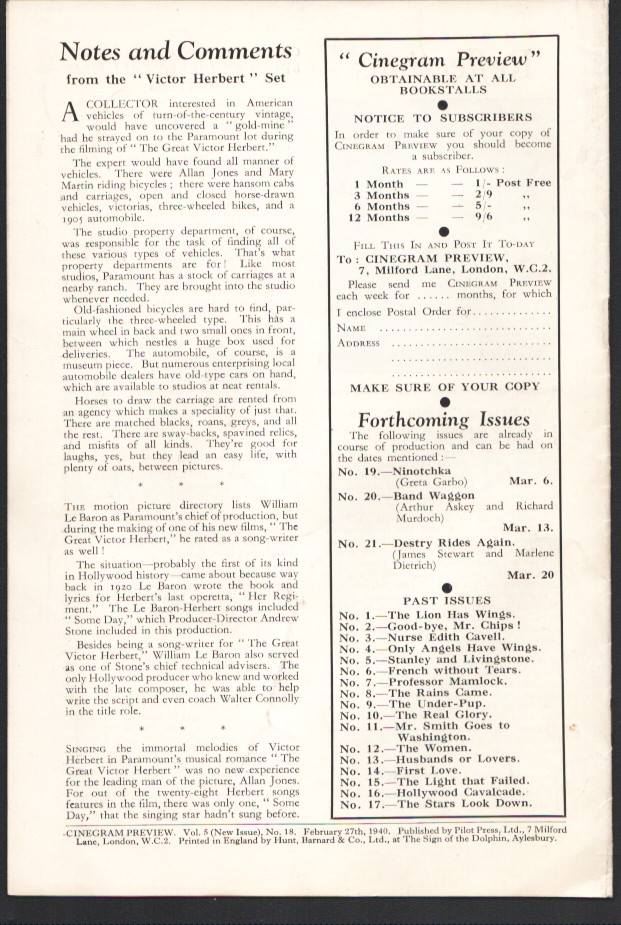 Notes and Comments
from the "Victor Herbert" Set
A COLLECTOR interested in American
vehicles of turn-of-the-century vintage,
would have uncovered a "gold-mine"
had he strayed on to the Paramount lot during
the filming of "The Great Victor Herbert."
The expert would have found all manner of
vehicles. There were Allan Jones and Mary
Martin riding bicycles; there were hansom cabs
and carriages, open and closed horse-drawn
vehicles, victorias, three-wheeled bikes, and a
1905 automobile.
The studio property department, of course,
was responsible for the task of finding all of
these various types of vehicles. That's what
property departments are for! Like most
studios, Paramount has a stock of carriages at a
nearby ranch. They are brought into the studio
whenever needed.
Old-fashioned bicycles are hard to find, par-
ticularly the three-wheeled type. This has a
main wheel in back and two small ones in front,
between which nestles a huge box used for
deliveries. The automobile, of course, is a
museum piece. But numerous enterprising local
automobile dealers have old-type cars on hand,
which are available to studios at neat rentals.
Horses to draw the carriage are rented from
an agency which makes a speciality of just that.
There are matched blacks, roans, greys, and all
the rest. There are sway-backs, spavined relics,
and misfits of all kinds. They're good for
laughs, yes, but they lead an easy life, with
plenty of oats, between pictures.
* * *
THE motion picture directory lists William
Le Baron as Paramount's chief of production, but
during the making of one of his new films, "The
Great Victor Herbert," he rated as a song-writer
as well!
The situation—probably the first of its kind
in Hollywood history—came about because way
back in 1920 Le Baron wrote the book and
lyrics for Herbert's last operetta, "Her Regi-
ment." The Le Baron-Herbert songs included
"Some Day," which Producer-Director Andrew
Stone included in this production.
Besides being a song-writer for "The Great
Victor Herbert," William Le Baron also served
as one of Stone's chief technical advisers. The
only Hollywood producer who knew and worked
with the late composer, he was able to help
write the script and even coach Walter Connolly
in the title role.
* * *
SINGING the immortal melodies of Victor
Herbert in Paramount's musical romance "The
Great Victor Herbert" was no new experience
for the leading man of the picture, Allan Jones.
For out of the twenty-eight Herbert songs
features in the film, there was only one, "Some
Day," that the singing star hadn't sung before.
"Cinegram Preview"
OBTAINABLE AT ALL
BOOKSTALLS
NOTICE TO SUBSCRIBERS
In order to make sure of your copy of
CINEGRAM PREVIEW you should become
a subscriber.
RATES ARE AS FOLLOWS:
1 Month — — 1/- Post Free
3 Months — — 2/9 ,,
6 Months — — 5/- ,,
12 Months — — 9/6 ,,
FILL THIS IN AND POST IT TO-DAY
To: CINEGRAM PREVIEW,
7, Milford Lane, London, W.C.2.
Please send me CINEGRAM PREVIEW
each week for ...... months, for which
I enclose Postal Order for..............
NAME ..............................
ADDRESS ............................
............................
............................
MAKE SURE OF YOUR COPY
Forthcoming Issues
The following issues are already in
course of production and can be had on
the dates mentioned:—
No. 19.—Ninotchka
(Greta Garbo) Mar. 6.
No. 20.—Band Waggon
(Arthur Askey and Richard
Murdoch)
Mar. 13.
No. 21.—Destry Rides Again.
(James Stewart and Marlene
Dietrich)
Mar. 20
PAST ISSUES
No. 1.—The Lion Has Wings.
No. 2.—Good-bye, Mr. Chips!
No. 3.—Nurse Edith Cavell.
No. 4.—Only Angels Have Wings.
No. 5.—Stanley and Livingstone.
No. 6.—French without Tears.
No. 7.—Professor Mamlock.
No. 8.—The Rains Came.
No. 9.—The Under-Pup.
No. 10.—The Real Glory.
No. 11.—Mr. Smith Goes to
Washington.
No. 12.—The Women.
No. 13.—Husbands or Lovers.
No. 14.—First Love.
No. 15.—The Light that Failed.
No. 16.—Hollywood Cavalcade.
No. 17.—The Stars Look Down.
CINEGRAM PREVIEW. Vol. 5 (New Issue), No. 18. February 27th, 1940. Published by Pilot Press, Ltd., 7 Milford
Lane, London, W.C.2. Printed in England by Hunt, Barnard & Co., Ltd., at The Sign of the Dolphin, Aylesbury.